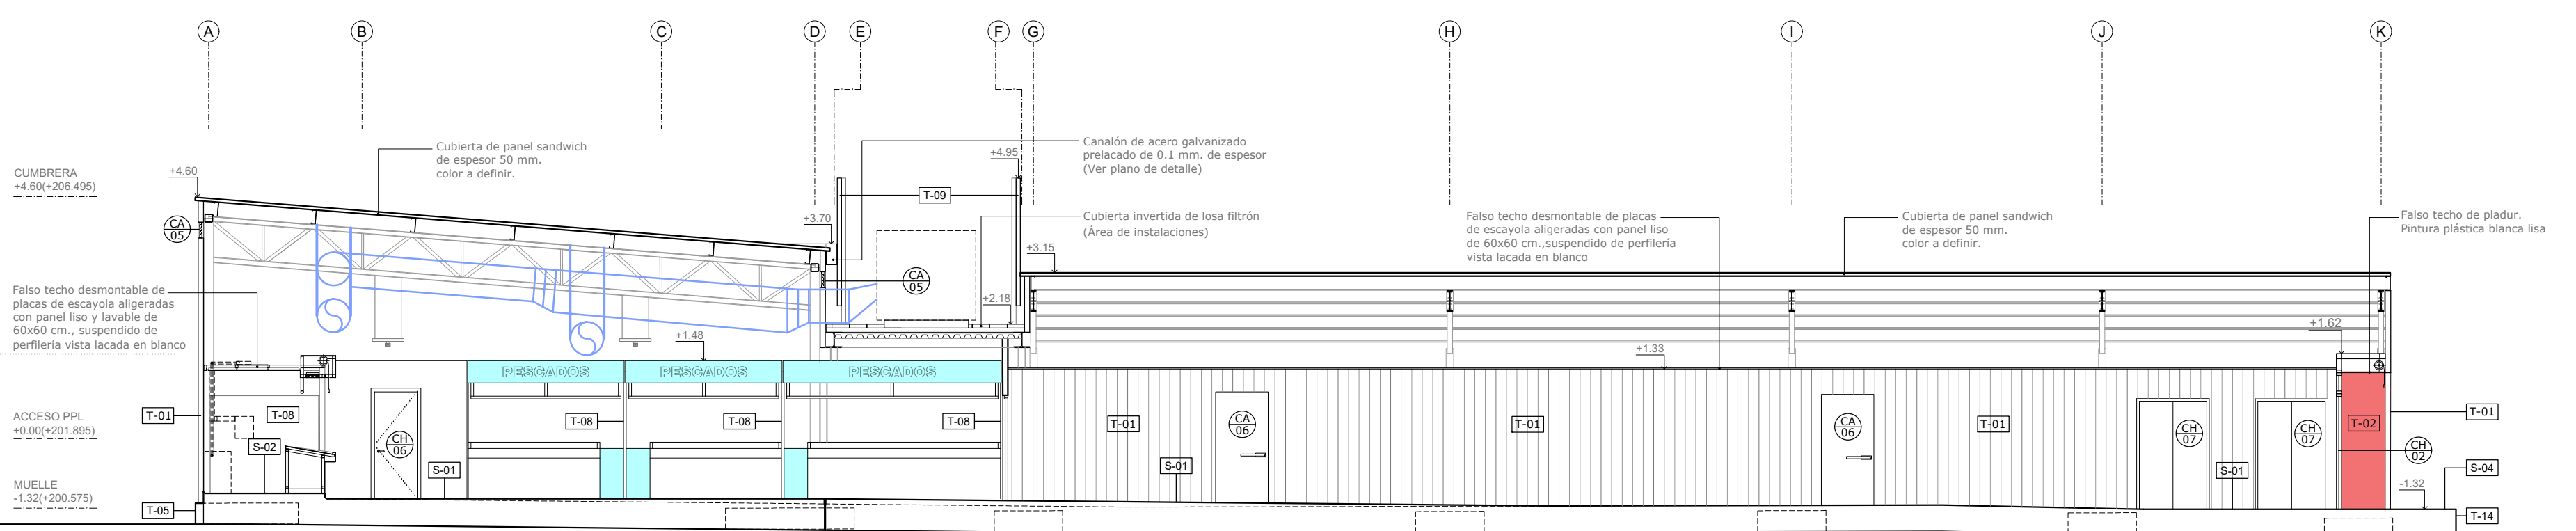 A
B
C
D
E
F
G
H
I
J
K
Canalón de acero galvanizado
prelacado de 0.1 mm. de espesor
(Ver plano de detalle)
Cubierta de panel sandwich
de espesor 50 mm.
color a definir.
+4.95
CUMBRERA
+4.60(+206.495)
+4.60
T-09
CA
05
+3.70
Cubierta invertida de losa filtrón
(Área de instalaciones)
Falso techo desmontable de placas
de escayola aligeradas con panel liso
de 60x60 cm.,suspendido de perfilería
vista lacada en blanco
Cubierta de panel sandwich
de espesor 50 mm.
color a definir.
Falso techo de pladur.
Pintura plástica blanca lisa
+3.15
CA
05
+2.18
Falso techo desmontable de
placas de escayola aligeradas
con panel liso y lavable de
60x60 cm., suspendido de
perfilería vista lacada en blanco
+1.48
+1.33
+1.62
PESCADOS
PESCADOS
PESCADOS
ACCESO PPL
+0.00(+201.895)
T-01
T-08
S-02
CH
06
S-01
T-08
T-08
T-08
T-01
S-01
CA
06
T-01
CA
06
T-01
CH
07
S-01
CH
07
T-02
T-01
CH
02
S-04
-1.32
T-14
MUELLE
-1.32(+200.575)
T-05